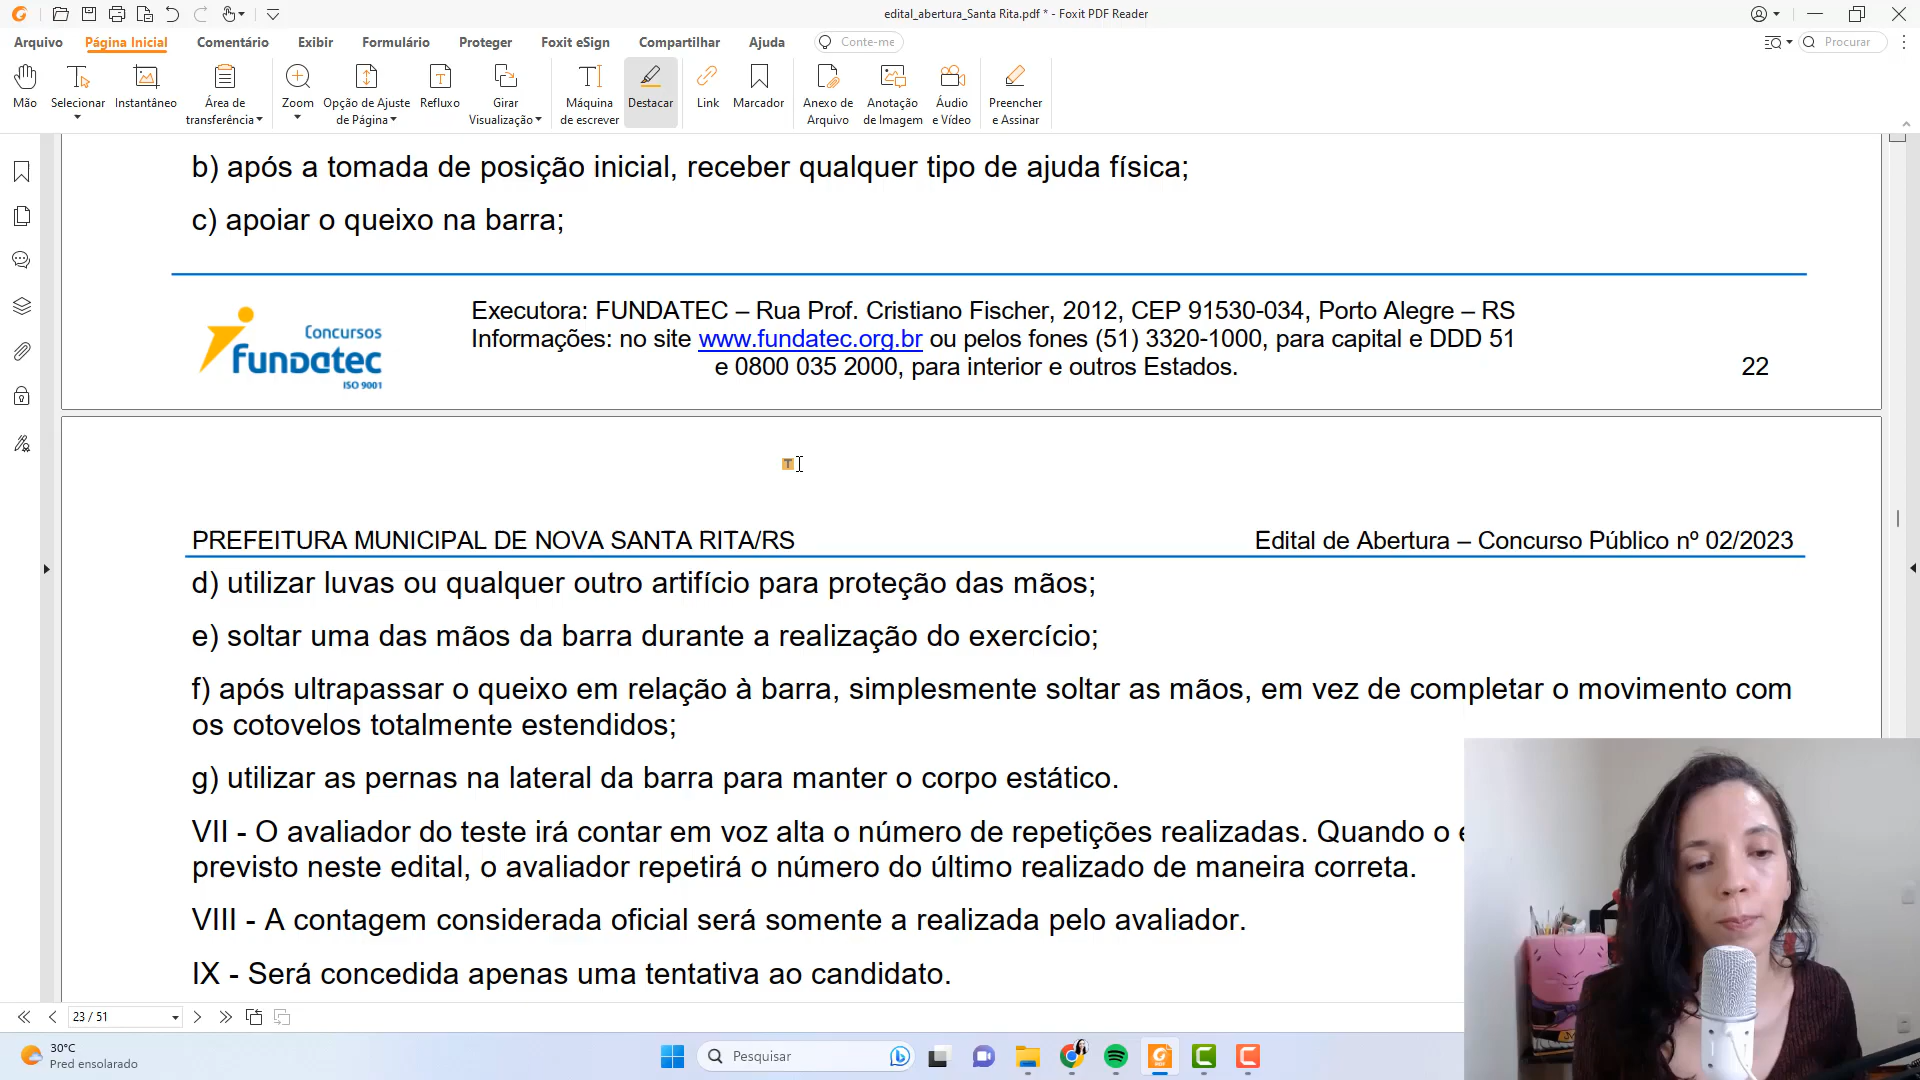 edital_abertura_Santa Rita.pdf * - Foxit PDF Reader
Arquivo Página Inicial Comentário Exibir Formulário Proteger Foxit eSign Compartilhar Ajuda Conte-me Procurar
Mão Selecionar Instantâneo Área de transferência Zoom Opção de Ajuste de Página Refluxo Girar Visualização Máquina de escrever Destacar Link Marcador Anexo de Arquivo Anotação de Imagem Áudio e Vídeo Preencher e Assinar
b) após a tomada de posição inicial, receber qualquer tipo de ajuda física;
c) apoiar o queixo na barra;
Concursos
fundatec
ISO 9001
Executora: FUNDATEC – Rua Prof. Cristiano Fischer, 2012, CEP 91530-034, Porto Alegre – RS
Informações: no site www.fundatec.org.br ou pelos fones (51) 3320-1000, para capital e DDD 51
e 0800 035 2000, para interior e outros Estados.
22
PREFEITURA MUNICIPAL DE NOVA SANTA RITA/RS Edital de Abertura – Concurso Público nº 02/2023
d) utilizar luvas ou qualquer outro artifício para proteção das mãos;
e) soltar uma das mãos da barra durante a realização do exercício;
f) após ultrapassar o queixo em relação à barra, simplesmente soltar as mãos, em vez de completar o movimento com
os cotovelos totalmente estendidos;
g) utilizar as pernas na lateral da barra para manter o corpo estático.
VII - O avaliador do teste irá contar em voz alta o número de repetições realizadas. Quando o
previsto neste edital, o avaliador repetirá o número do último realizado de maneira correta.
VIII - A contagem considerada oficial será somente a realizada pelo avaliador.
IX - Será concedida apenas uma tentativa ao candidato.
23 / 51
30°C
Pred ensolarado
Pesquisar